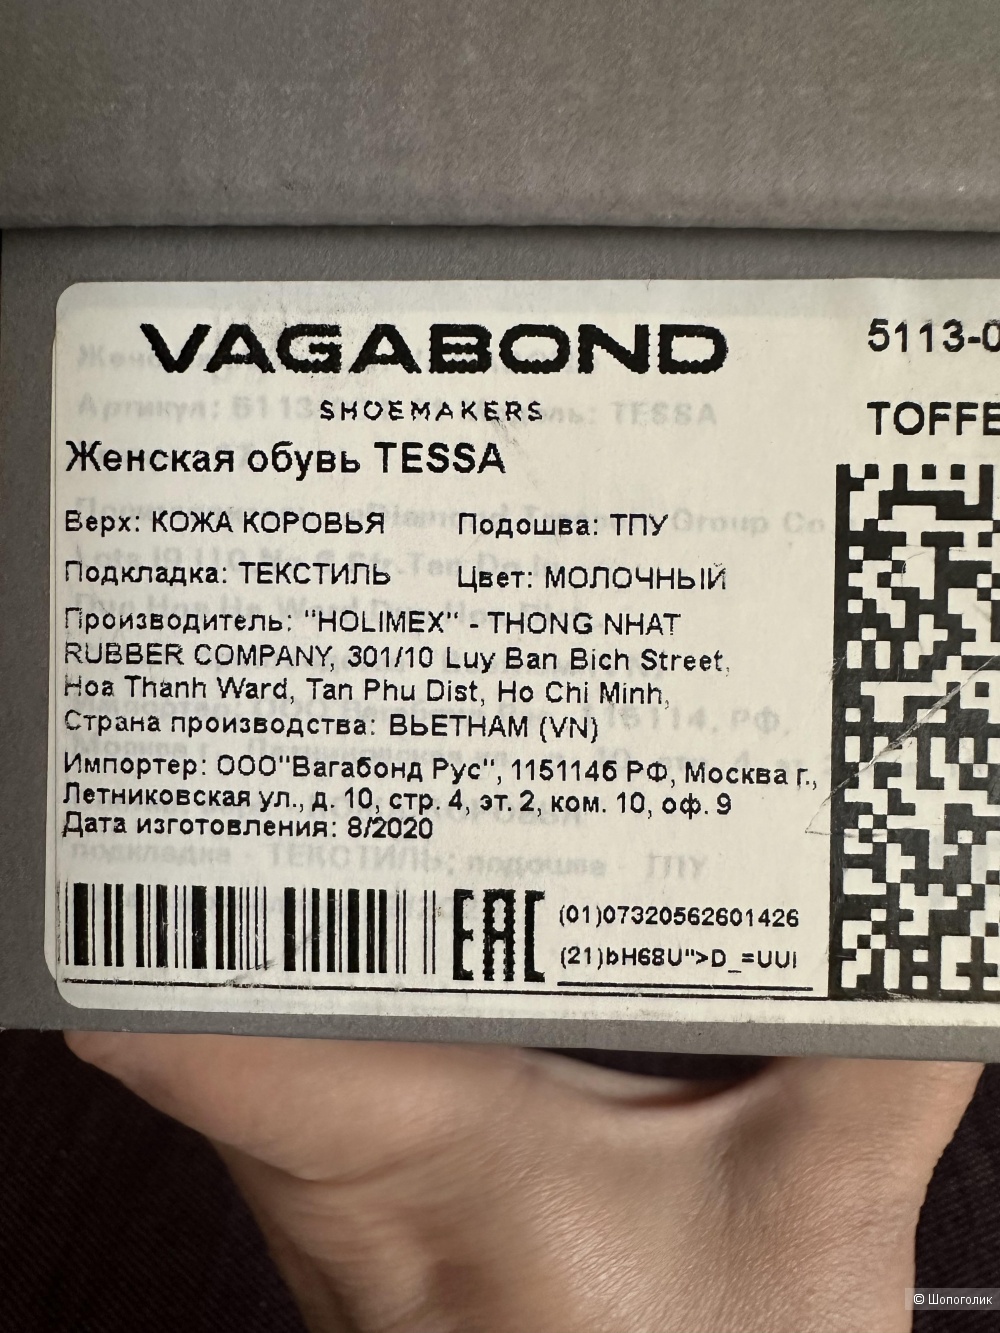 VAGABOND
SHOEMAKERS
5113-0
TOFFE
Женская обувь TESSA
Верх: КОЖА КОРОВЬЯ Подошва: ТПУ
Подкладка: ТЕКСТИЛЬ Цвет: МОЛОЧНЫЙ
Производитель: "HOLIMEX" - THONG NHAT
RUBBER COMPANY, 301/10 Luy Ban Bich Street,
Hoa Thanh Ward, Tan Phu Dist, Ho Chi Minh,
Страна производства: ВЬЕТНАМ (VN)
Импортер: ООО"Вагабонд Рус", 1151146 РФ, Москва г.,
Летниковская ул., д. 10, стр. 4, эт. 2, ком. 10, оф. 9
Дата изготовления: 8/2020
EAC
(01)07320562601426
(21)bH68U">D_=UUI
© Шопоголик